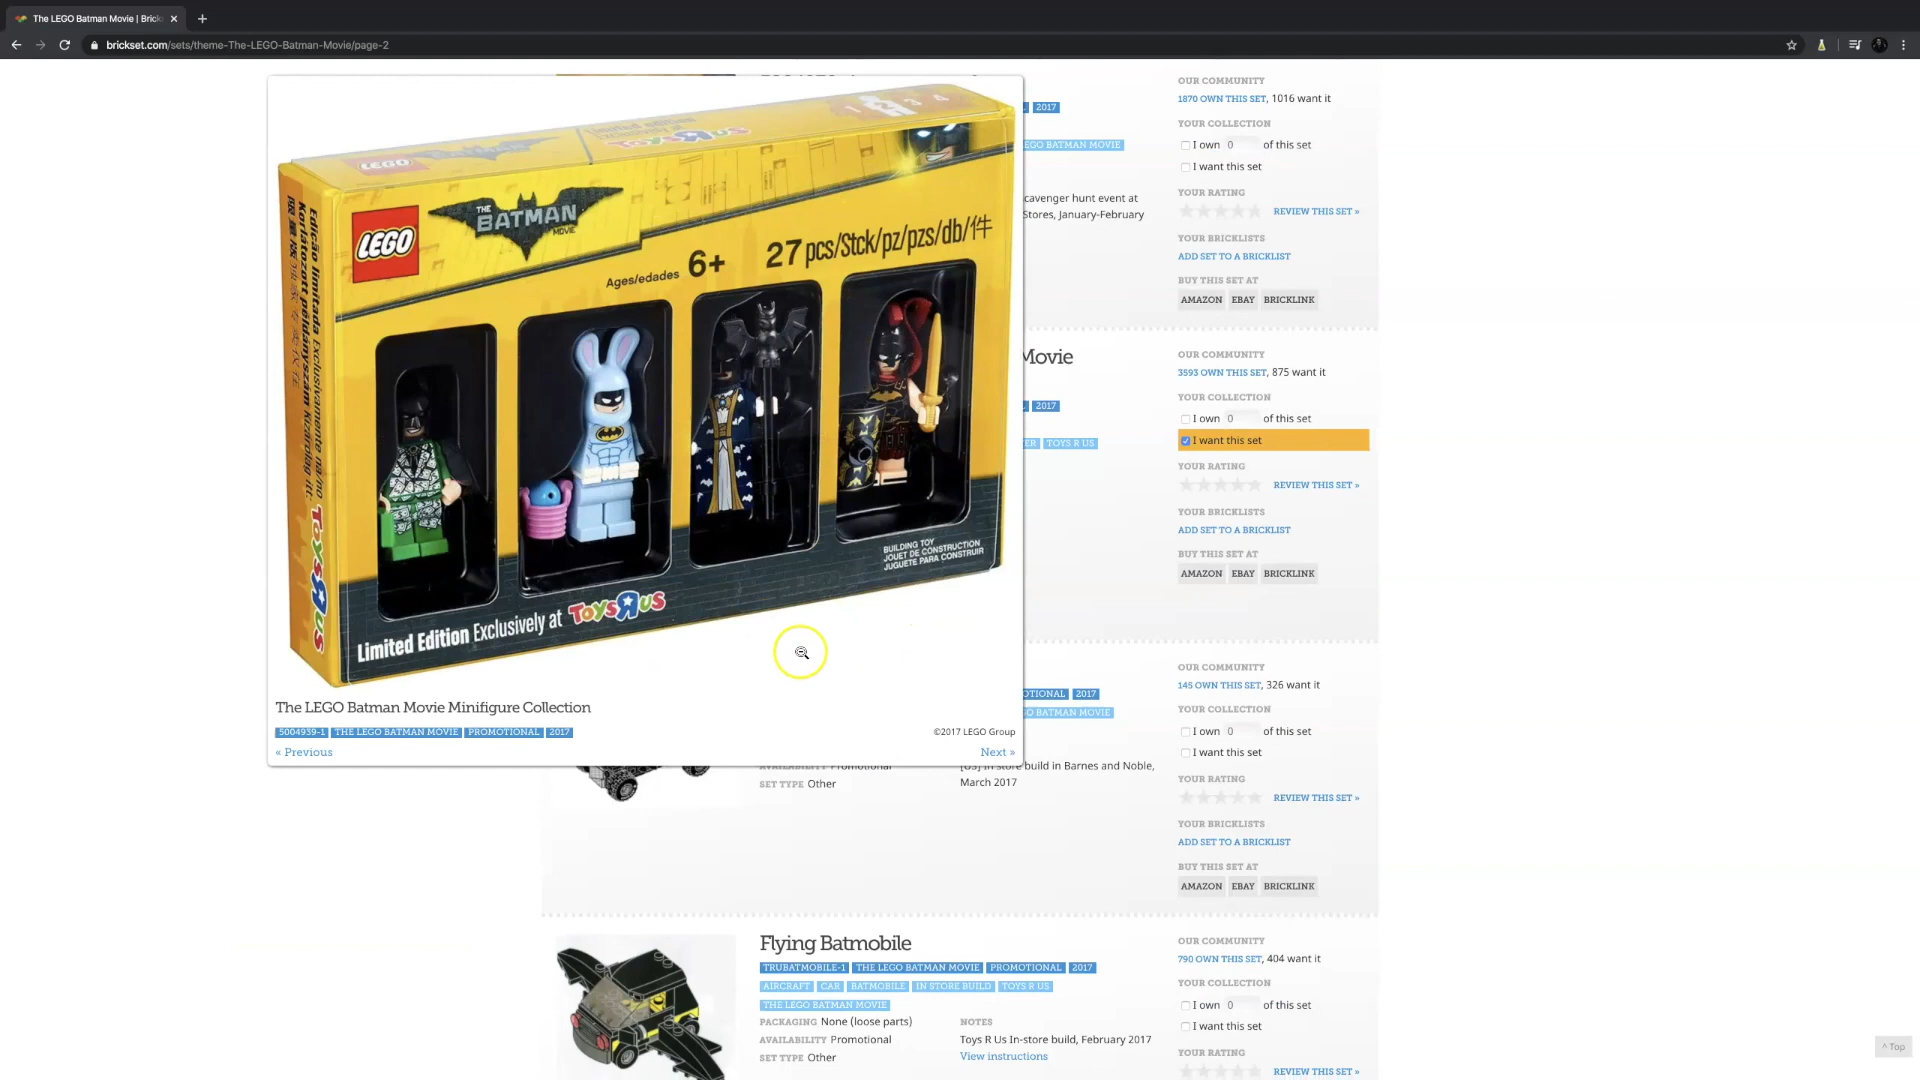 The LEGO Batman Movie | Brick
brickset.com/sets/theme-The-LEGO-Batman-Movie/page-2
LEGO
THE
BATMAN
MOVIE
LEGO
Ages/edades 6+
27 pcs/Stck/pz/pzs/db/件
BUILDING TOY
JOUET DE CONSTRUCTION
JUGUETE PARA CONSTRUIR
Limited Edition Exclusively at ToysRUs
Edição limitada Exclusivamente na/no
ToysRUs
The LEGO Batman Movie Minifigure Collection
5004939-1 THE LEGO BATMAN MOVIE PROMOTIONAL 2017
©2017 LEGO Group
« Previous
Next »
2017
EGO BATMAN MOVIE
cavenger hunt event at
Stores, January-February
OUR COMMUNITY
1870 OWN THIS SET, 1016 want it
YOUR COLLECTION
I own 0 of this set
I want this set
YOUR RATING
REVIEW THIS SET »
YOUR BRICKLISTS
ADD SET TO A BRICKLIST
BUY THIS SET AT
AMAZON EBAY BRICKLINK
Movie
2017
ER TOYS R US
OUR COMMUNITY
3593 OWN THIS SET, 875 want it
YOUR COLLECTION
I own 0 of this set
I want this set
YOUR RATING
REVIEW THIS SET »
YOUR BRICKLISTS
ADD SET TO A BRICKLIST
BUY THIS SET AT
AMAZON EBAY BRICKLINK
OTIONAL 2017
GO BATMAN MOVIE
AVAILABILITY Promotional
SET TYPE Other
[US] In store build in Barnes and Noble,
March 2017
OUR COMMUNITY
145 OWN THIS SET, 326 want it
YOUR COLLECTION
I own 0 of this set
I want this set
YOUR RATING
REVIEW THIS SET »
YOUR BRICKLISTS
ADD SET TO A BRICKLIST
BUY THIS SET AT
AMAZON EBAY BRICKLINK
Flying Batmobile
TRUBATMOBILE-1 THE LEGO BATMAN MOVIE PROMOTIONAL 2017
AIRCRAFT CAR BATMOBILE IN STORE BUILD TOYS R US
THE LEGO BATMAN MOVIE
PACKAGING None (loose parts)
AVAILABILITY Promotional
SET TYPE Other
NOTES
Toys R Us In-store build, February 2017
View instructions
OUR COMMUNITY
790 OWN THIS SET, 404 want it
YOUR COLLECTION
I own 0 of this set
I want this set
YOUR RATING
REVIEW THIS SET »
^ Top